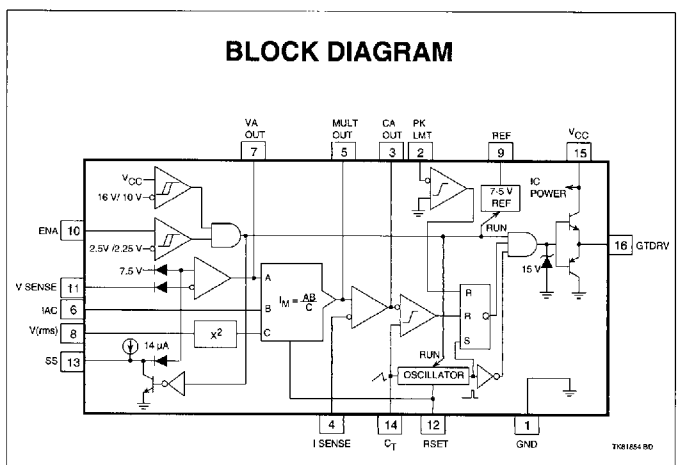 BLOCK DIAGRAM
VA OUT
7
MULT OUT
5
CA OUT
3
PK LMT
2
REF
9
VCC
15
VCC
16 V/ 10 V
ENA 10
2.5V /2.25 V
7.5 V
V SENSE 11
IAC 6
V(rms) 8
SS 13
14 µA
X²
A
B
C
IM = AB/C
7.5 V REF
IC POWER
RUN
15 V
16 GTDRV
R
R
S
Q
RUN
OSCILLATOR
4
I SENSE
14
CT
12
RSET
1
GND
TK81854 BD